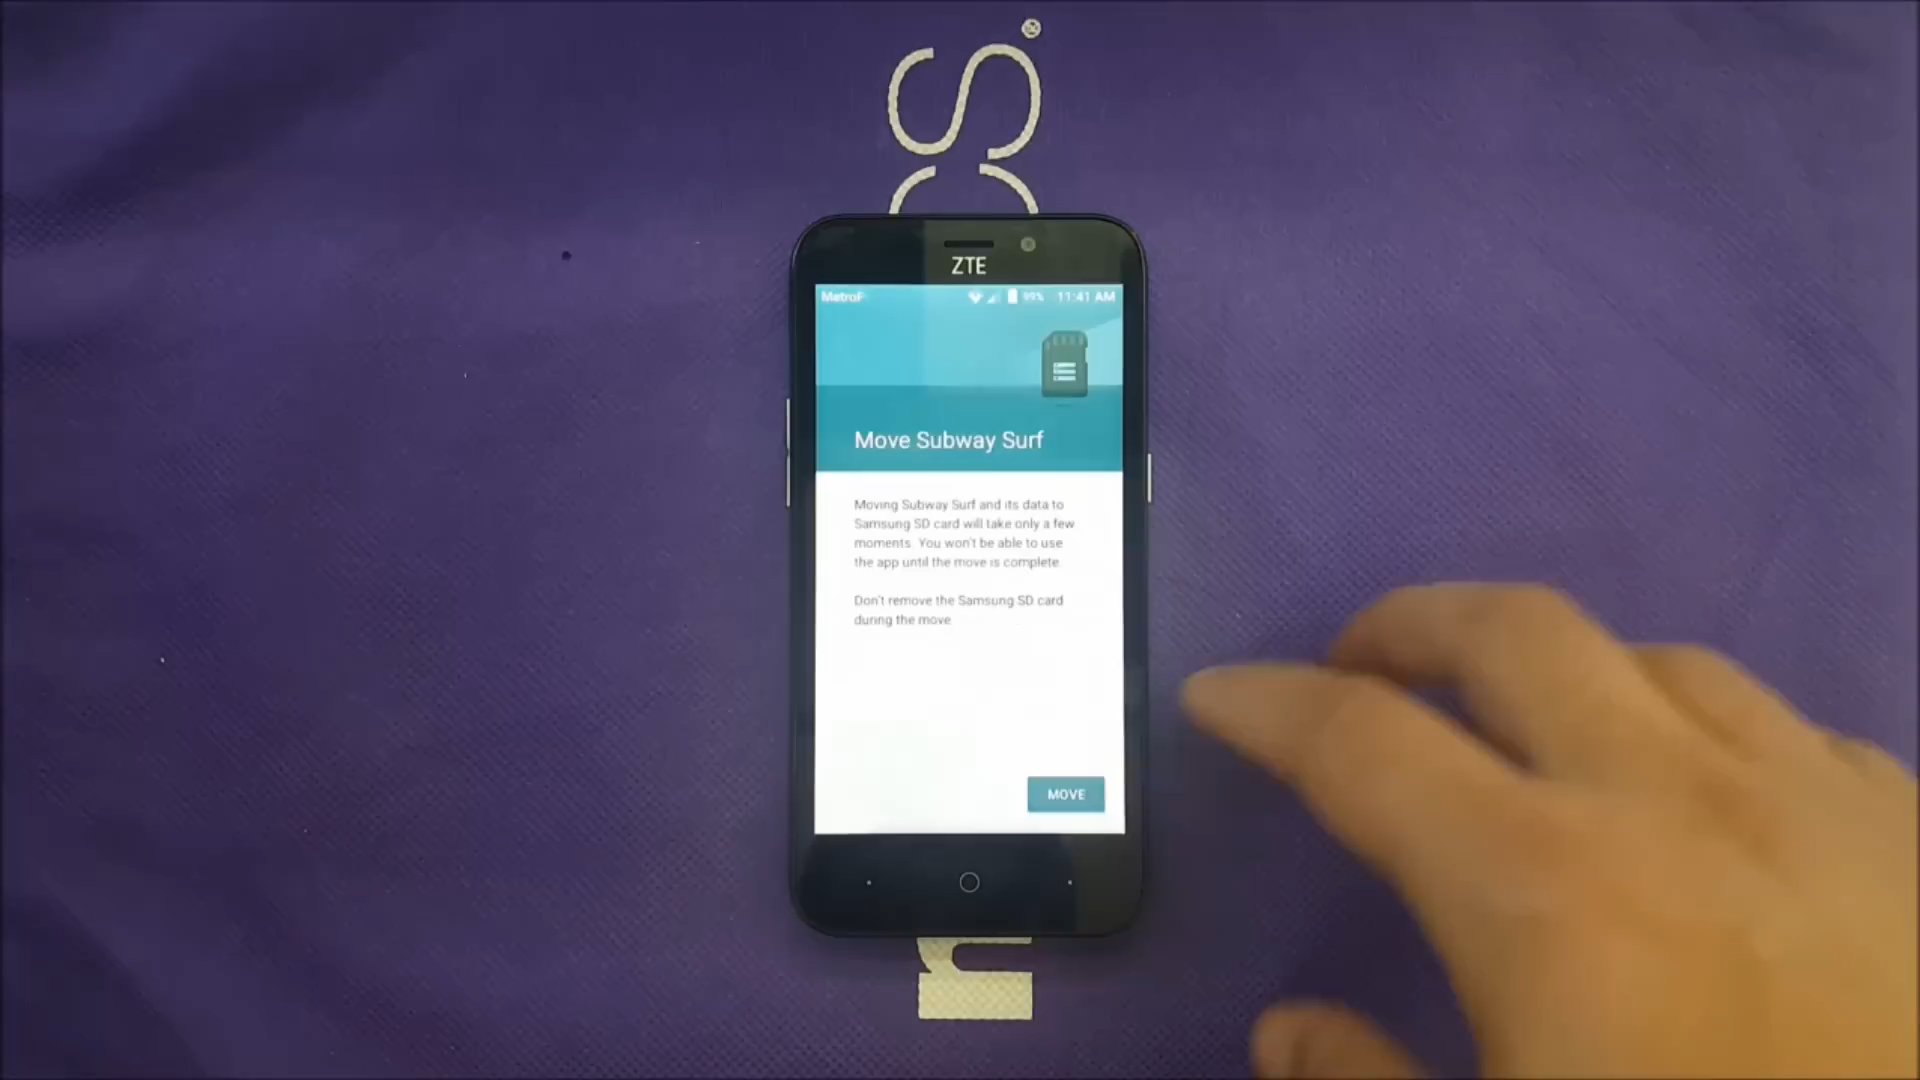 ZTE
MetroP
99% 11:41 AM
Move Subway Surf
Moving Subway Surf and its data to
Samsung SD card will take only a few
moments. You won't be able to use
the app until the move is complete.
Don't remove the Samsung SD card
during the move.
MOVE